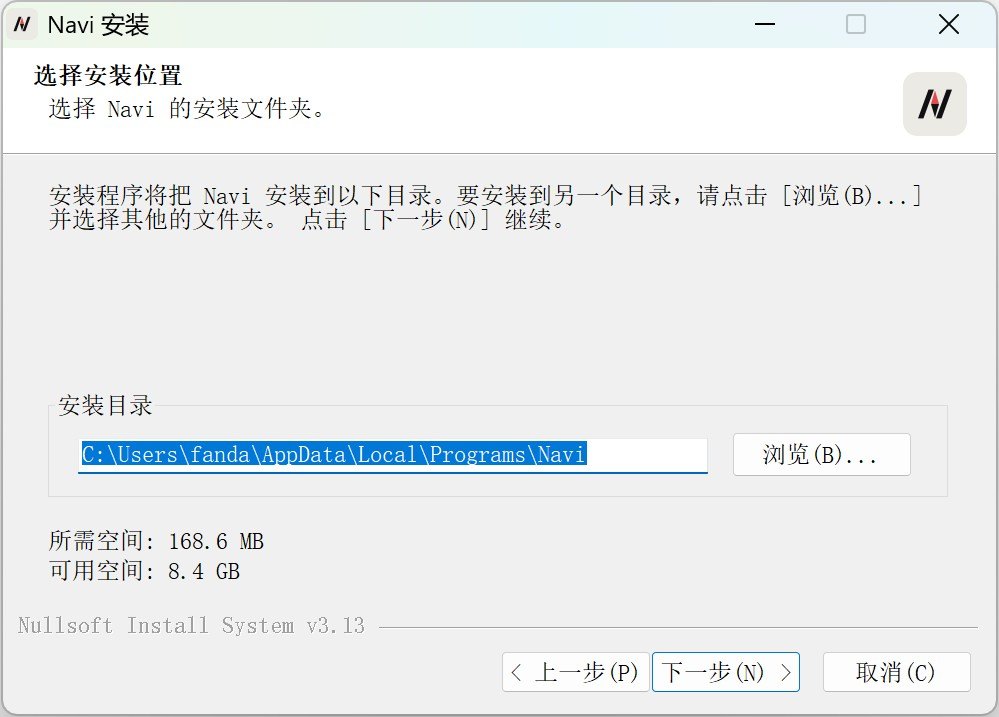 Navi 安装
选择安装位置
选择 Navi 的安装文件夹。
安装程序将把 Navi 安装到以下目录。要安装到另一个目录，请点击 [浏览(B)...]
并选择其他的文件夹。 点击 [下一步(N)] 继续。
安装目录
C:\Users\fanda\AppData\Local\Programs\Navi
浏览(B)...
所需空间: 168.6 MB
可用空间: 8.4 GB
Nullsoft Install System v3.13
< 上一步(P)
下一步(N) >
取消(C)